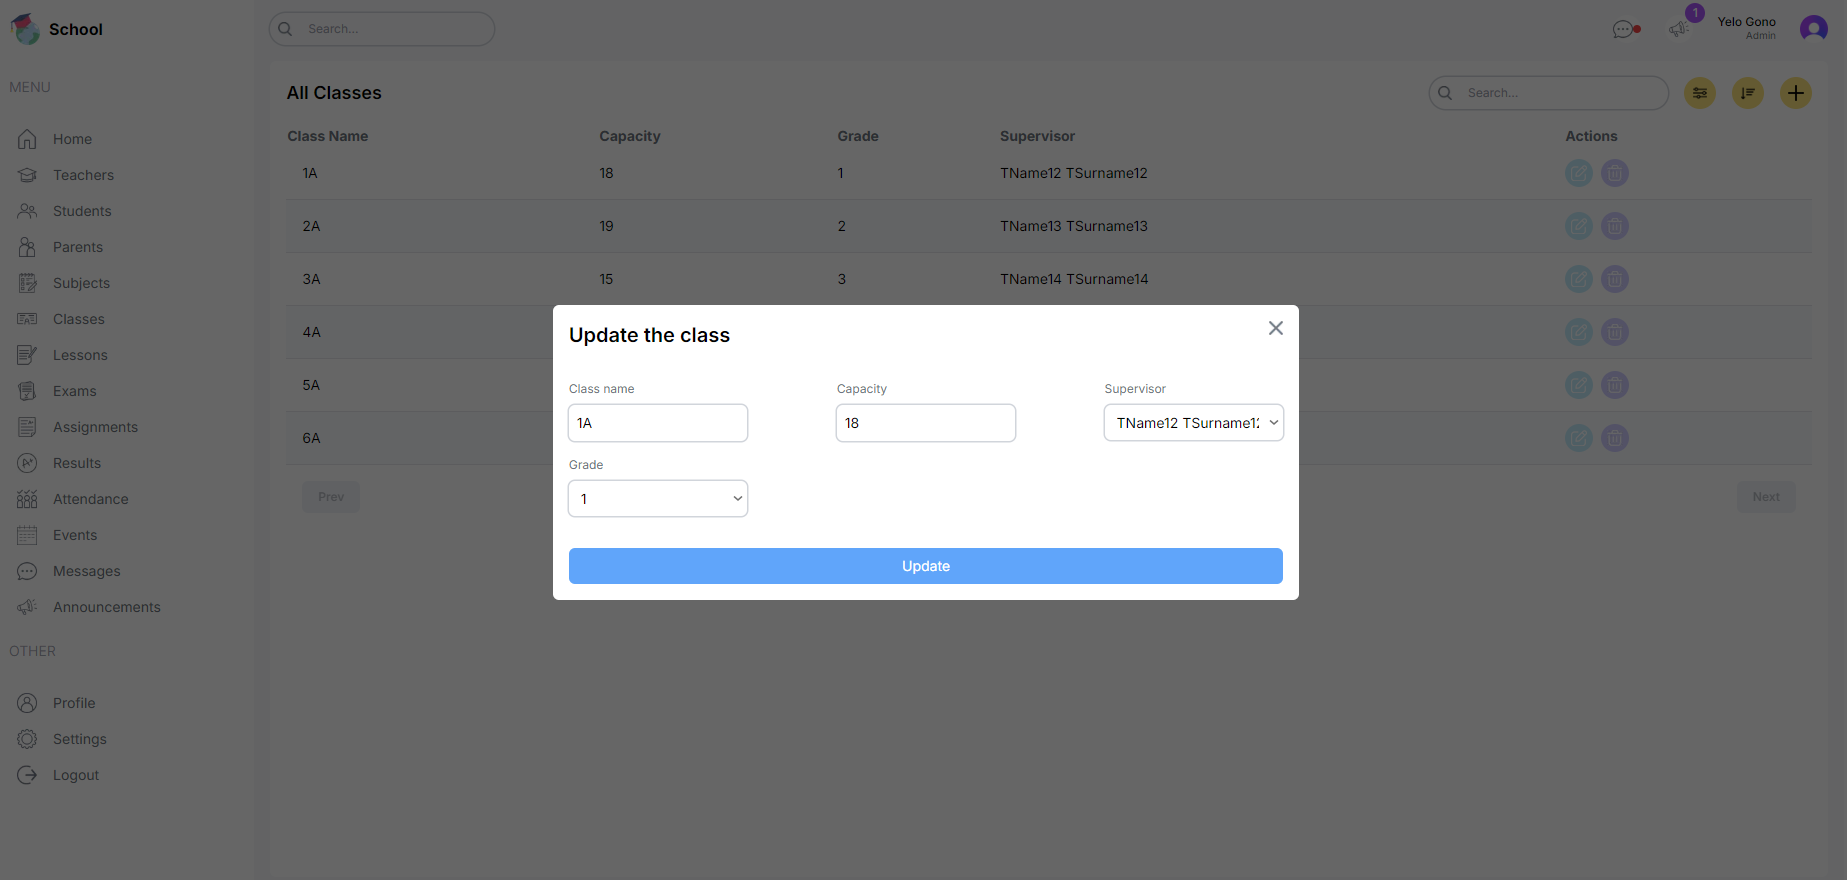 School
Search...
1
Yelo Gono
Admin
MENU
Home
Teachers
Students
Parents
Subjects
Classes
Lessons
Exams
Assignments
Results
Attendance
Events
Messages
Announcements
OTHER
Profile
Settings
Logout
All Classes
Search...
Class Name Capacity Grade Supervisor Actions
1A 18 1 TName12 TSurname12
2A 19 2 TName13 TSurname13
3A 15 3 TName14 TSurname14
4A
5A
6A
Prev Next
Update the class
Class name Capacity Supervisor
1A 18 TName12 TSurname12
Grade
1
Update